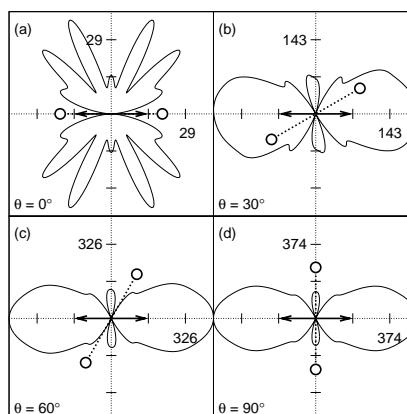 (a)
29
29
θ = 0°
(b)
143
143
θ = 30°
(c)
326
326
θ = 60°
(d)
374
374
θ = 90°